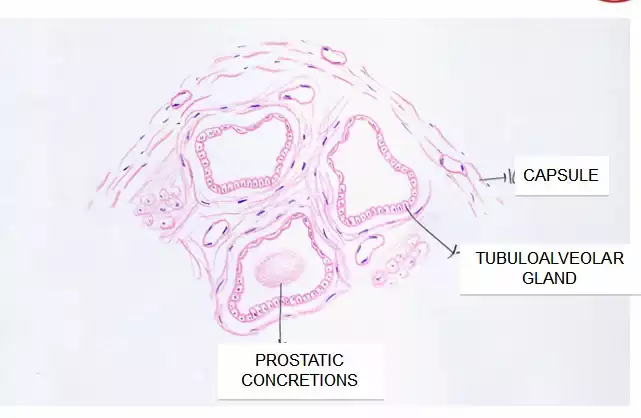 CAPSULE
TUBULOALVEOLAR
GLAND
PROSTATIC
CONCRETIONS